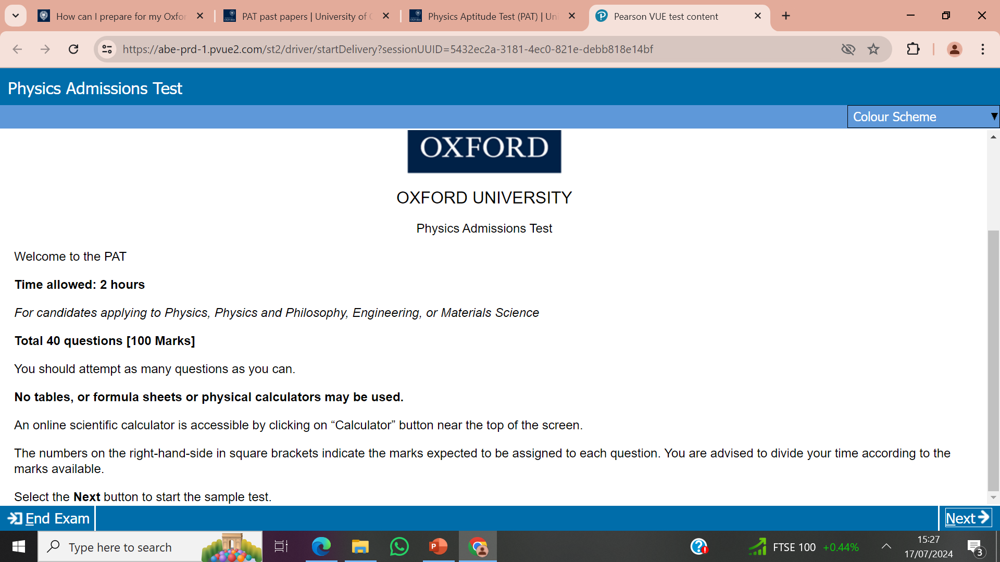 How can I prepare for my Oxfor
PAT past papers | University of O
Physics Aptitude Test (PAT) | Uni
Pearson VUE test content
https://abe-prd-1.pvue2.com/st2/driver/startDelivery?sessionUUID=5432ec2a-3181-4ec0-821e-debb818e14bf
Physics Admissions Test
Colour Scheme
OXFORD
OXFORD UNIVERSITY
Physics Admissions Test
Welcome to the PAT
Time allowed: 2 hours
For candidates applying to Physics, Physics and Philosophy, Engineering, or Materials Science
Total 40 questions [100 Marks]
You should attempt as many questions as you can.
No tables, or formula sheets or physical calculators may be used.
An online scientific calculator is accessible by clicking on “Calculator” button near the top of the screen.
The numbers on the right-hand-side in square brackets indicate the marks expected to be assigned to each question. You are advised to divide your time according to the
marks available.
Select the Next button to start the sample test.
End Exam
Next
Type here to search
FTSE 100 +0.44%
15:27
17/07/2024
3